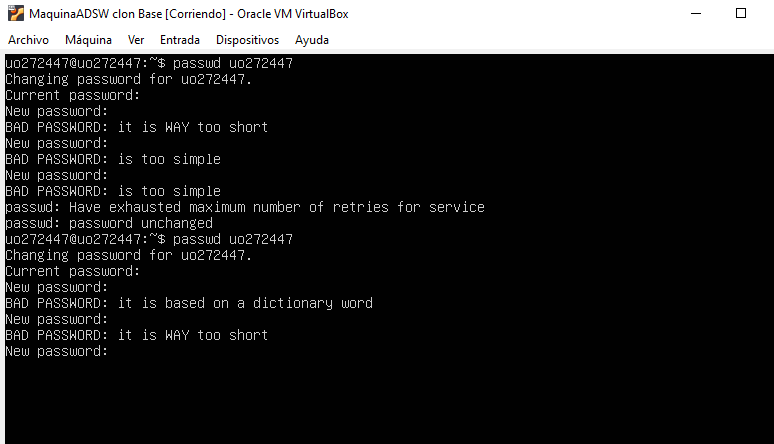 MaquinaADSW clon Base [Corriendo] - Oracle VM VirtualBox
Archivo Máquina Ver Entrada Dispositivos Ayuda
uo272447@uo272447:~$ passwd uo272447
Changing password for uo272447.
Current password:
New password:
BAD PASSWORD: it is WAY too short
New password:
BAD PASSWORD: is too simple
New password:
BAD PASSWORD: is too simple
passwd: Have exhausted maximum number of retries for service
passwd: password unchanged
uo272447@uo272447:~$ passwd uo272447
Changing password for uo272447.
Current password:
New password:
BAD PASSWORD: it is based on a dictionary word
New password:
BAD PASSWORD: it is WAY too short
New password: